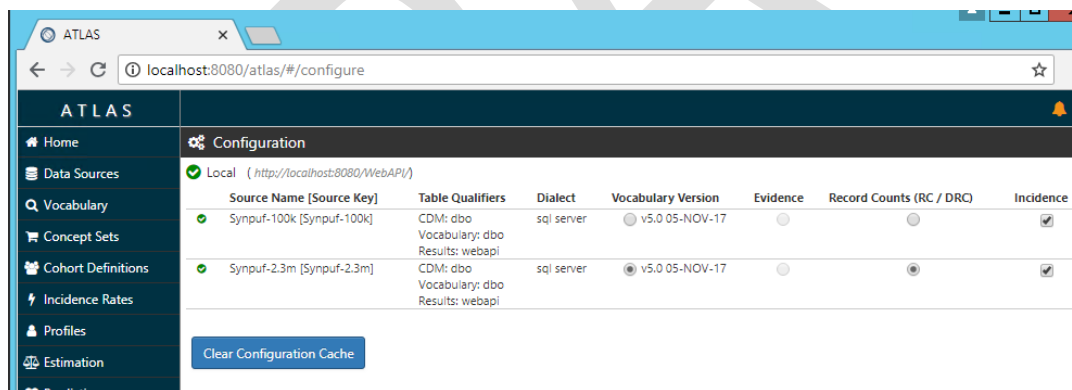 ATLAS
localhost:8080/atlas/#/configure
ATLAS
Home
Configuration
Data Sources
Local ( http://localhost:8080/WebAPI/)
Source Name [Source Key] Table Qualifiers Dialect Vocabulary Version Evidence Record Counts (RC / DRC) Incidence
Vocabulary
Synpuf-100k [Synpuf-100k] CDM: dbo sql server v5.0 05-NOV-17
Vocabulary: dbo
Concept Sets
Results: webapi
Cohort Definitions
Synpuf-2.3m [Synpuf-2.3m] CDM: dbo sql server v5.0 05-NOV-17
Vocabulary: dbo
Incidence Rates
Results: webapi
Profiles
Clear Configuration Cache
Estimation